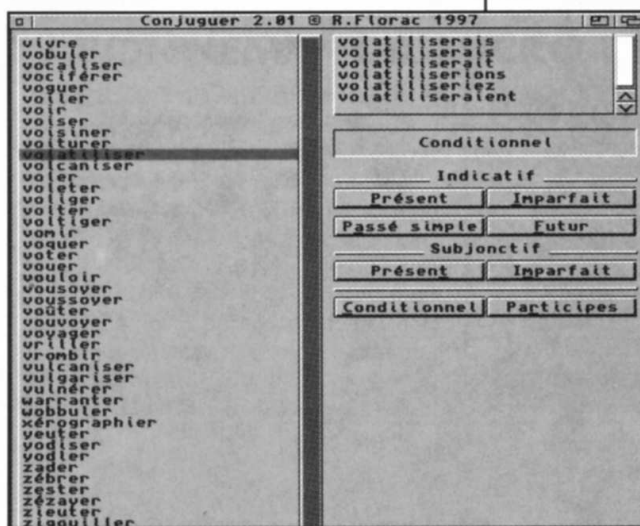 Conjuguer 2.01 © R.Florac 1997
vivre
vobuler
vocaliser
vociférer
voguer
voiler
voir
voiser
voisiner
voiturer
volatiliser
volcaniser
voler
voleter
voliger
volter
voltiger
vomir
voquer
voter
vouer
vouloir
vousoyer
voussoyer
voûter
vouvoyer
voyager
vriller
vrombir
vulcaniser
vulgariser
vulnérer
warranter
wobbuler
xérographier
yeuter
yodiser
yodler
zader
zébrer
zester
zézayer
zieuter
zigouiller
volatiliserais
volatiliserais
volatiliserait
volatiliserions
volatiliseriez
volatiliseraient
Conditionnel
Indicatif
Présent Imparfait
Passé simple Futur
Subjonctif
Présent Imparfait
Conditionnel Participes